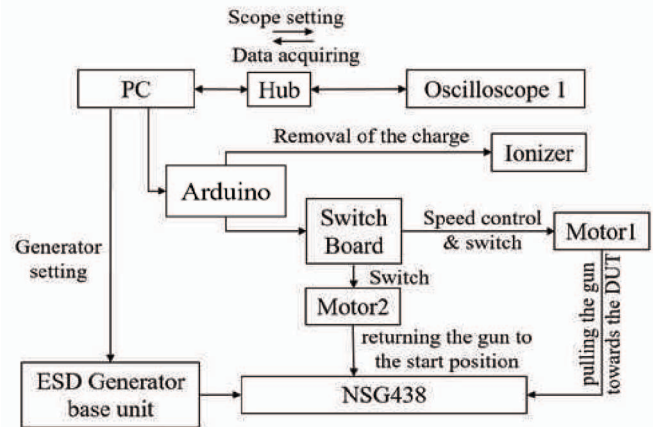 Scope setting
Data acquiring
PC
Hub
Oscilloscope 1
Removal of the charge
Ionizer
Arduino
Switch
Board
Speed control
& switch
Motor1
Generator
setting
Switch
Motor2
pulling the gun
towards the DUT
returning the gun to
the start position
ESD Generator
base unit
NSG438